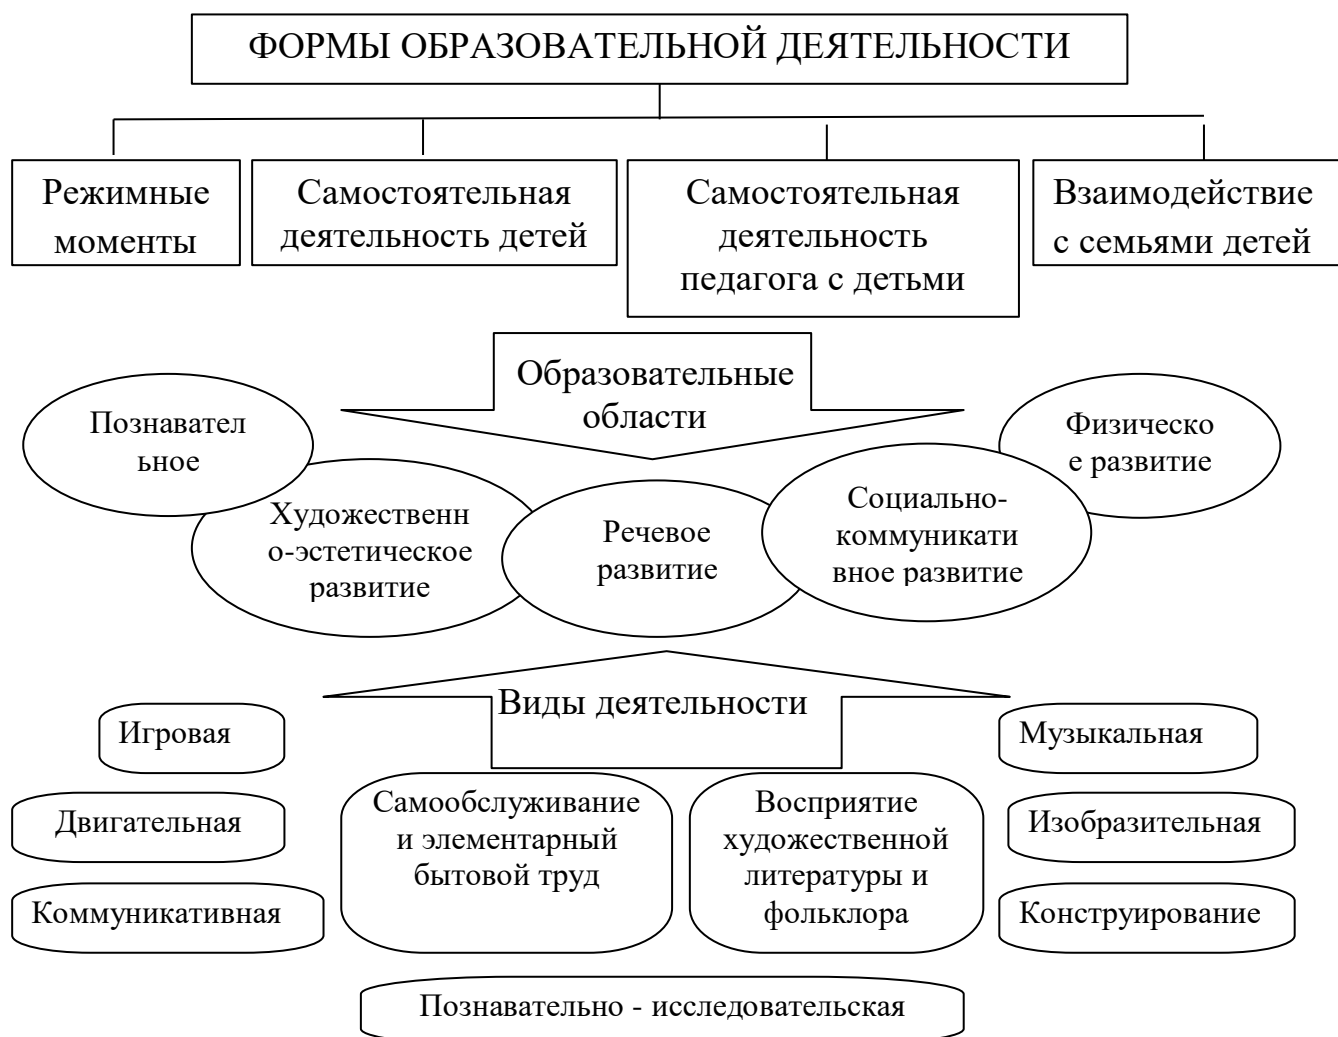 ФОРМЫ ОБРАЗОВАТЕЛЬНОЙ ДЕЯТЕЛЬНОСТИ
Режимные
моменты
Самостоятельная
деятельность детей
Самостоятельная
деятельность
педагога с детьми
Взаимодействие
с семьями детей
Образовательные
области
Познавател
ьное
Художественн
о-эстетическое
развитие
Речевое
развитие
Социально-
коммуникати
вное развитие
Физическо
е развитие
Виды деятельности
Игровая
Двигательная
Коммуникативная
Самообслуживание
и элементарный
бытовой труд
Восприятие
художественной
литературы и
фольклора
Музыкальная
Изобразительная
Конструирование
Познавательно - исследовательская